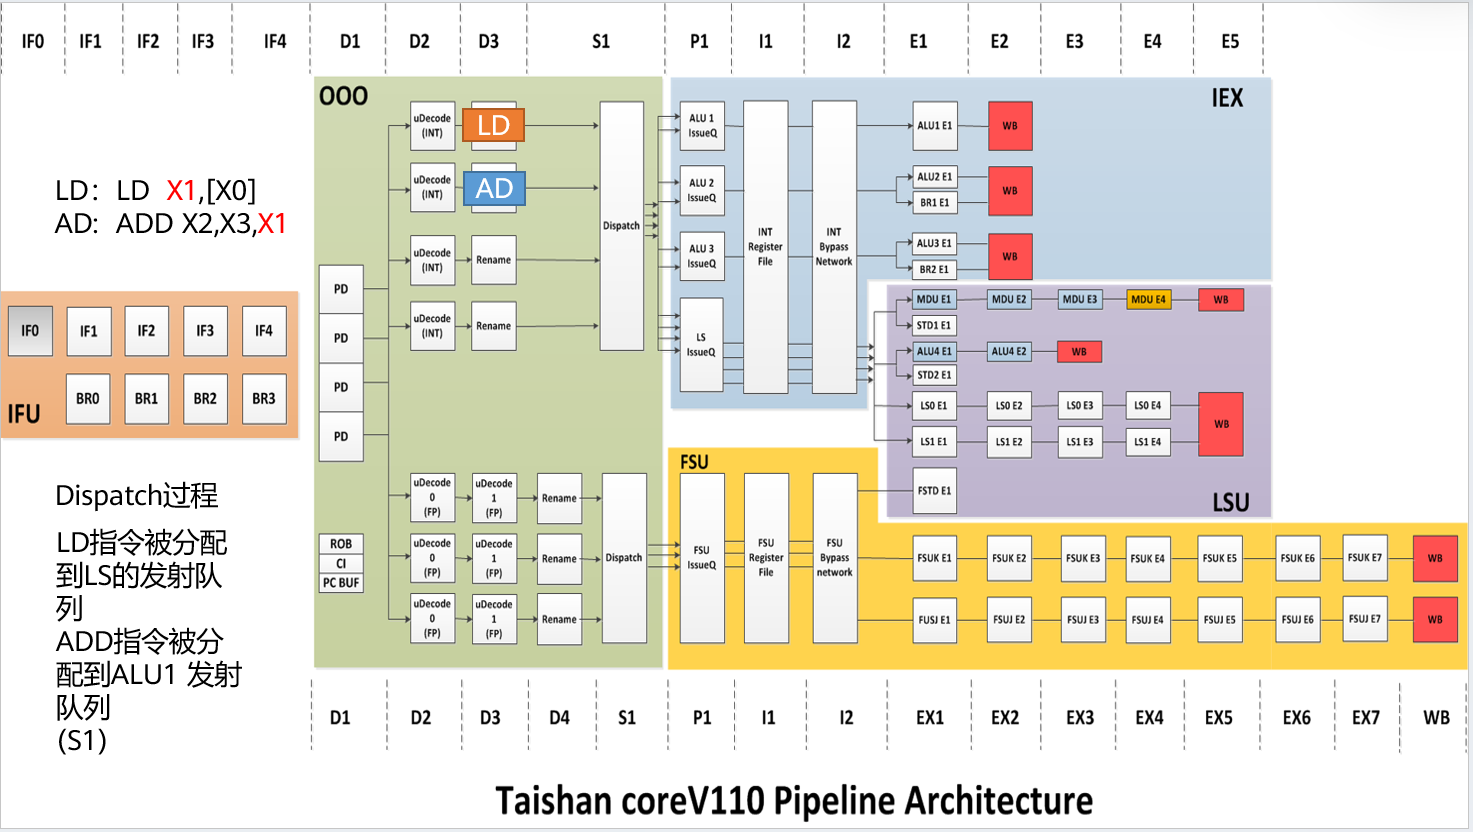 IF0 IF1 IF2 IF3 IF4 D1 D2 D3 S1 P1 I1 I2 E1 E2 E3 E4 E5
OOO
IEX
LD：LD X1,[X0]
AD：ADD X2,X3,X1
uDecode
(INT)
LD
uDecode
(INT)
AD
uDecode
(INT)
Rename
uDecode
(INT)
Rename
Dispatch
PD
PD
PD
PD
ALU 1
IssueQ
ALU 2
IssueQ
ALU 3
IssueQ
LS
IssueQ
INT
Register
File
INT
Bypass
Network
ALU1 E1 WB
ALU2 E1
BR1 E1
WB
ALU3 E1
BR2 E1
WB
MDU E1 MDU E2 MDU E3 MDU E4 WB
STD1 E1
ALU4 E1 ALU4 E2 WB
STD2 E1
LS0 E1 LS0 E2 LS0 E3 LS0 E4
WB
LS1 E1 LS1 E2 LS1 E3 LS1 E4
FSTD E1
LSU
IF0 IF1 IF2 IF3 IF4
BR0 BR1 BR2 BR3
IFU
Dispatch过程
LD指令被分配
到LS的发射队
列
ADD指令被分
配到ALU1 发射
队列
(S1)
ROB
CI
PC BUF
uDecode
0
(FP)
uDecode
1
(FP)
Rename
uDecode
0
(FP)
uDecode
1
(FP)
Rename
uDecode
0
(FP)
uDecode
1
(FP)
Rename
Dispatch
FSU
FSU
IssueQ
FSU
Register
File
FSU
Bypass
network
FSUK E1 FSUK E2 FSUK E3 FSUK E4 FSUK E5 FSUK E6 FSUK E7 WB
FUSJ E1 FSUJ E2 FSUJ E3 FSUJ E4 FSUJ E5 FSUJ E6 FSUJ E7 WB
D1 D2 D3 D4 S1 P1 I1 I2 EX1 EX2 EX3 EX4 EX5 EX6 EX7 WB
Taishan coreV110 Pipeline Architecture